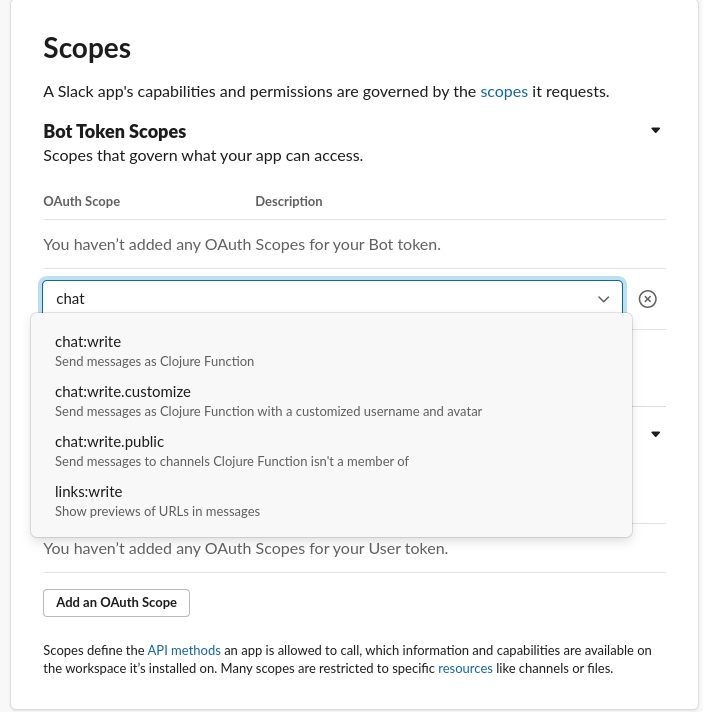 Scopes
A Slack app's capabilities and permissions are governed by the scopes it requests.
Bot Token Scopes
Scopes that govern what your app can access.
OAuth Scope Description
You haven’t added any OAuth Scopes for your Bot token.
chat
chat:write
Send messages as Clojure Function
chat:write.customize
Send messages as Clojure Function with a customized username and avatar
chat:write.public
Send messages to channels Clojure Function isn't a member of
links:write
Show previews of URLs in messages
You haven’t added any OAuth Scopes for your User token.
Add an OAuth Scope
Scopes define the API methods an app is allowed to call, which information and capabilities are available on
the workspace it’s installed on. Many scopes are restricted to specific resources like channels or files.